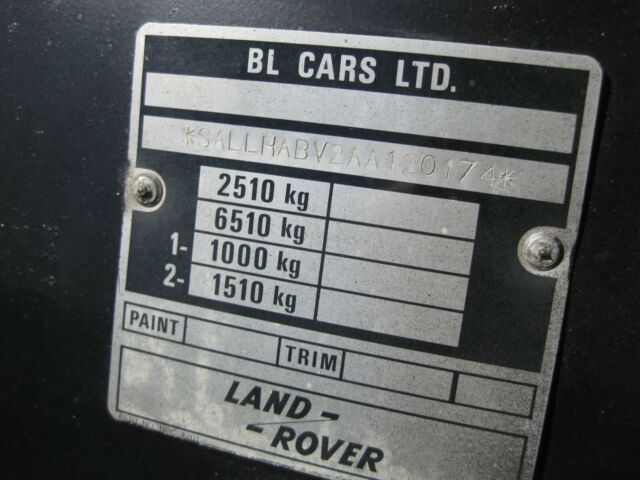 BL CARS LTD.
*SALLHABV2AA120174*
2510 kg
6510 kg
1- 1000 kg
2- 1510 kg
PAINT TRIM
LAND-
-ROVER